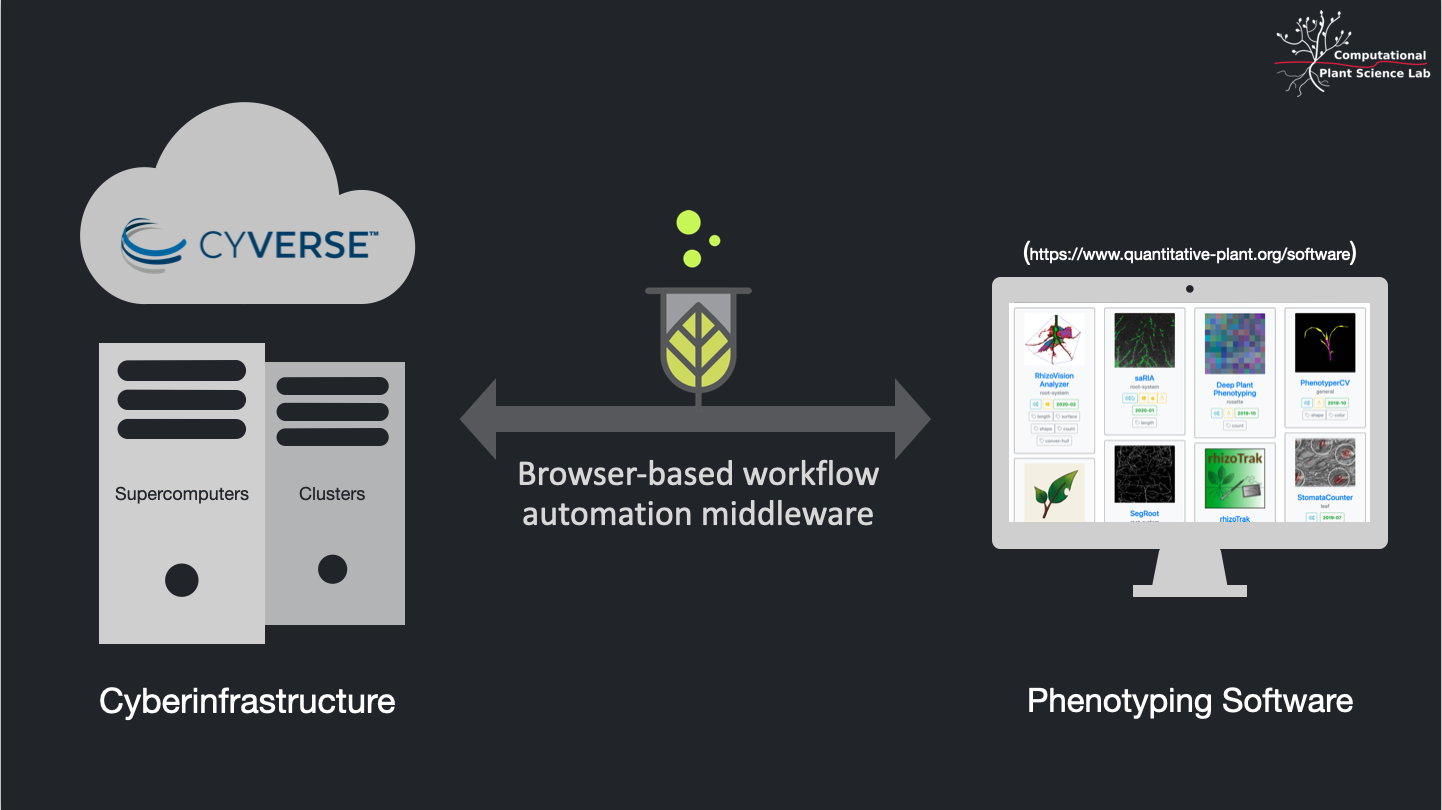 Computational
Plant Science Lab
CYVERSE™
(https://www.quantitative-plant.org/software)
RhizoVision
Analyzer
root-system
2020-02
length
surface
shape
count
convex-hull
saRIA
root-system
2020-01
length
Deep Plant
Phenotyping
rosette
2019-10
count
PhenotyperCV
general
2019-10
shape
color
SegRoot
rhizoTrak
rhizoTrak
StomataCounter
leaf
2019-07
Supercomputers
Clusters
Browser-based workflow
automation middleware
Cyberinfrastructure
Phenotyping Software